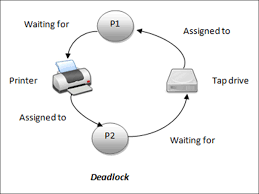 Waiting for
P1
Assigned to
Printer
Tap drive
Assigned to
P2
Waiting for
Deadlock